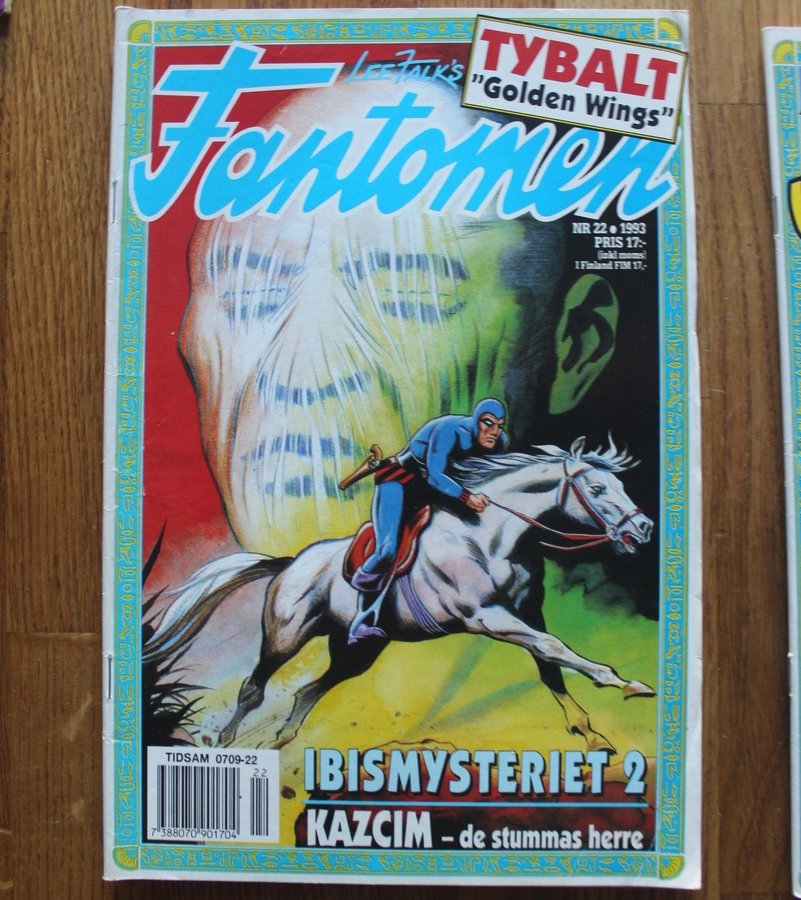 LEE FALK'S
Fantomen
TYBALT
"Golden Wings"
NR 22 • 1993
PRIS 17:-
(inkl moms)
I Finland FIM 17,-
TIDSAM 0709-22
22
7 388070 901704
IBISMYSTERIET 2
KAZCIM – de stummas herre